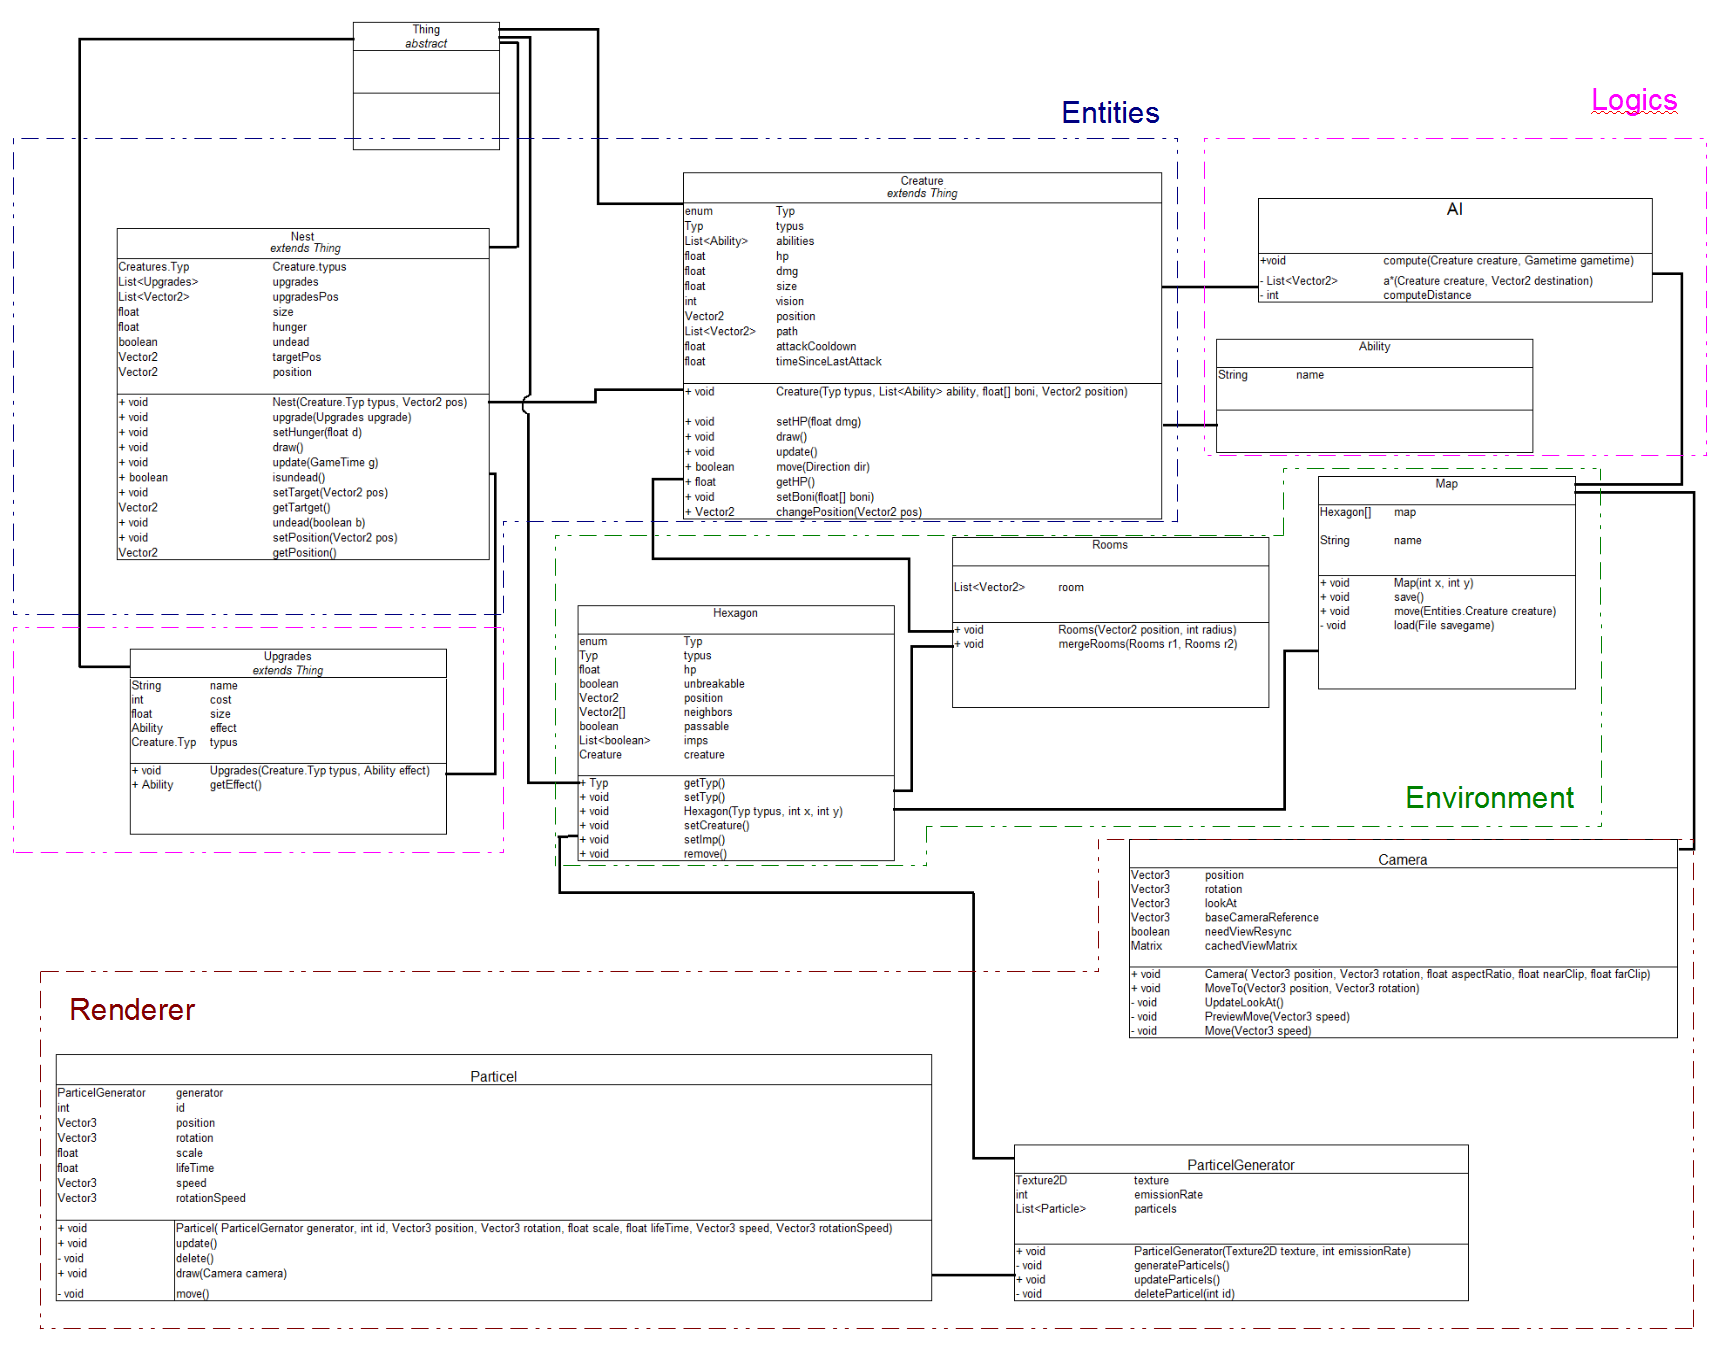 Thing
abstract
Entities
Logics
Creature
extends Thing
enum Typ
Typ typus
List<Ability> abilities
float hp
float dmg
float size
int vision
Vector2 position
List<Vector2> path
float attackCooldown
float timeSinceLastAttack
+ void Creature(Typ typus, List<Ability> ability, float[] boni, Vector2 position)
+ void setHP(float dmg)
+ void draw()
+ void update()
+ boolean move(Direction dir)
+ float getHP()
+ void setBoni(float[] boni)
+ Vector2 changePosition(Vector2 pos)
AI
+void compute(Creature creature, Gametime gametime)
- List<Vector2> a*(Creature creature, Vector2 destination)
- int computeDistance
Ability
String name
Nest
extends Thing
Creatures.Typ Creature.typus
List<Upgrades> upgrades
List<Vector2> upgradesPos
float size
float hunger
boolean undead
Vector2 targetPos
Vector2 position
+ void Nest(Creature.Typ typus, Vector2 pos)
+ void upgrade(Upgrades upgrade)
+ void setHunger(float d)
+ void draw()
+ void update(GameTime g)
+ boolean isundead()
+ void setTarget(Vector2 pos)
Vector2 getTartget()
+ void undead(boolean b)
+ void setPosition(Vector2 pos)
Vector2 getPosition()
Map
Hexagon[] map
String name
+ void Map(int x, int y)
+ void save()
+ void move(Entities.Creature creature)
- void load(File savegame)
Rooms
List<Vector2> room
+ void Rooms(Vector2 position, int radius)
+ void mergeRooms(Rooms r1, Rooms r2)
Hexagon
enum Typ
Typ typus
float hp
boolean unbreakable
Vector2 position
Vector2[] neighbors
boolean passable
List<boolean> imps
Creature creature
+ Typ getTyp()
+ void setTyp()
+ void Hexagon(Typ typus, int x, int y)
+ void setCreature()
+ void setImp()
+ void remove()
Upgrades
extends Thing
String name
int cost
float size
Ability effect
Creature.Typ typus
+ void Upgrades(Creature.Typ typus, Ability effect)
+ Ability getEffect()
Environment
Camera
Vector3 position
Vector3 rotation
Vector3 lookAt
Vector3 baseCameraReference
boolean needViewResync
Matrix cachedViewMatrix
+ void Camera( Vector3 position, Vector3 rotation, float aspectRatio, float nearClip, float farClip)
+ void MoveTo(Vector3 position, Vector3 rotation)
- void UpdateLookAt()
- void PreviewMove(Vector3 speed)
- void Move(Vector3 speed)
Renderer
Particel
ParticelGenerator generator
int id
Vector3 position
Vector3 rotation
float scale
float lifeTime
Vector3 speed
Vector3 rotationSpeed
+ void Particel( ParticelGernator generator, int id, Vector3 position, Vector3 rotation, float scale, float lifeTime, Vector3 speed, Vector3 rotationSpeed)
+ void update()
- void delete()
+ void draw(Camera camera)
- void move()
ParticelGenerator
Texture2D texture
int emissionRate
List<Particle> particels
+ void ParticelGenerator(Texture2D texture, int emissionRate)
- void generateParticels()
+ void updateParticels()
- void deleteParticel(int id)